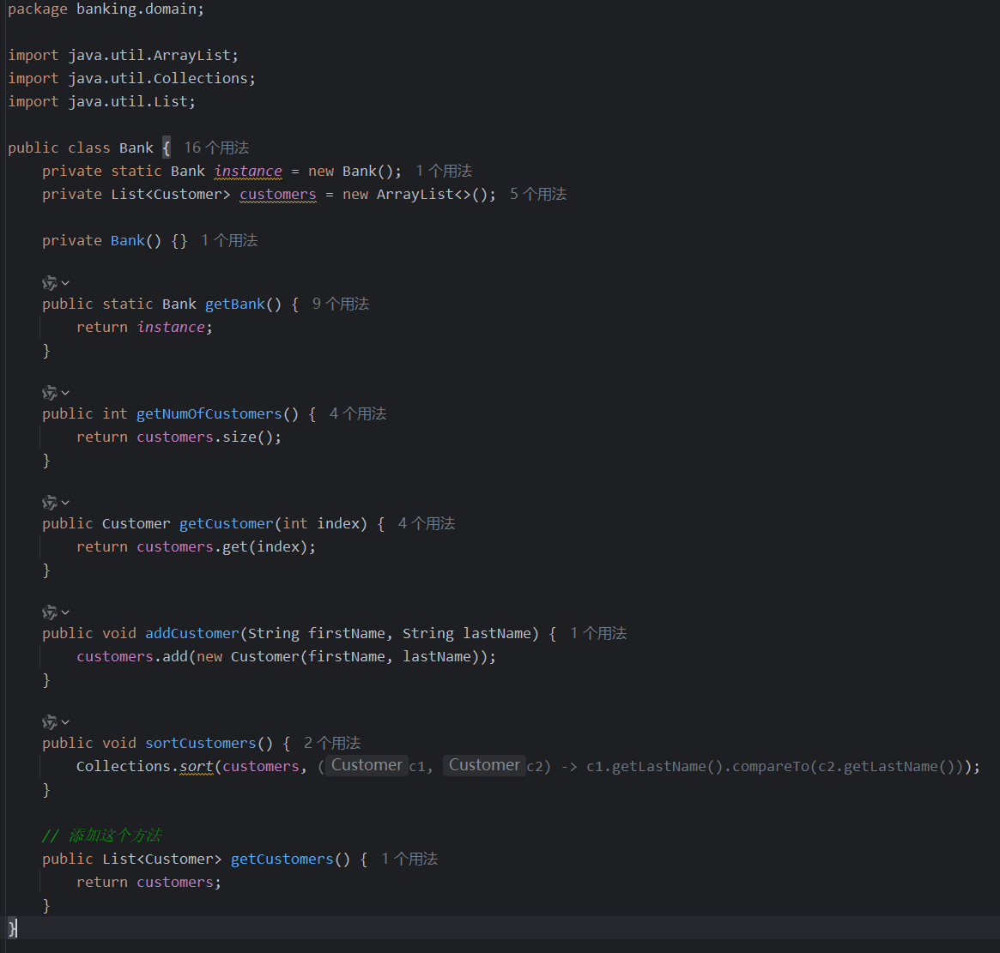 package banking.domain;
import java.util.ArrayList;
import java.util.Collections;
import java.util.List;
public class Bank { 16 个用法
private static Bank instance = new Bank(); 1 个用法
private List<Customer> customers = new ArrayList<>(); 5 个用法
private Bank() {} 1 个用法
public static Bank getBank() { 9 个用法
return instance;
}
public int getNumOfCustomers() { 4 个用法
return customers.size();
}
public Customer getCustomer(int index) { 4 个用法
return customers.get(index);
}
public void addCustomer(String firstName, String lastName) { 1 个用法
customers.add(new Customer(firstName, lastName));
}
public void sortCustomers() { 2 个用法
Collections.sort(customers, ( Customer c1, Customer c2) -> c1.getLastName().compareTo(c2.getLastName()));
}
// 添加这个方法
public List<Customer> getCustomers() { 1 个用法
return customers;
}
}